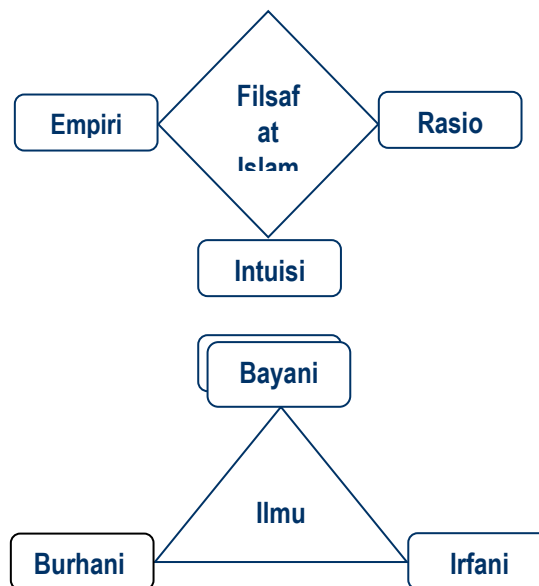 Filsaf
Empiri
at
Rasio
Islam
Intuisi
Bayani
Ilmu
Burhani
Irfani